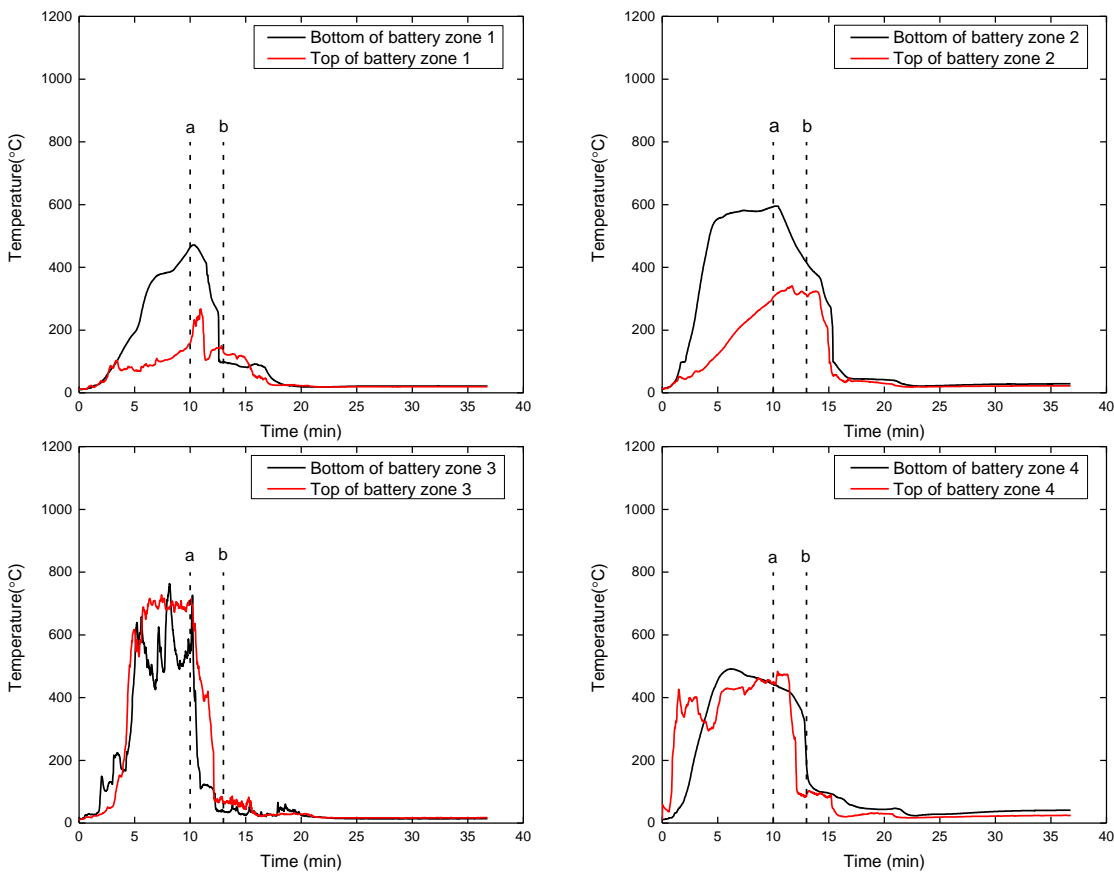 1200
1000
800
600
400
200
0
Temperature(°C)
Bottom of battery zone 1
Top of battery zone 1
a b
0 5 10 15 20 25 30 35 40
Time (min)
1200
1000
800
600
400
200
0
Temperature(°C)
Bottom of battery zone 2
Top of battery zone 2
a b
0 5 10 15 20 25 30 35 40
Time (min)
1200
1000
800
600
400
200
0
Temperature(°C)
Bottom of battery zone 3
Top of battery zone 3
a b
0 5 10 15 20 25 30 35 40
Time (min)
1200
1000
800
600
400
200
0
Temperature(°C)
Bottom of battery zone 4
Top of battery zone 4
a b
0 5 10 15 20 25 30 35 40
Time (min)